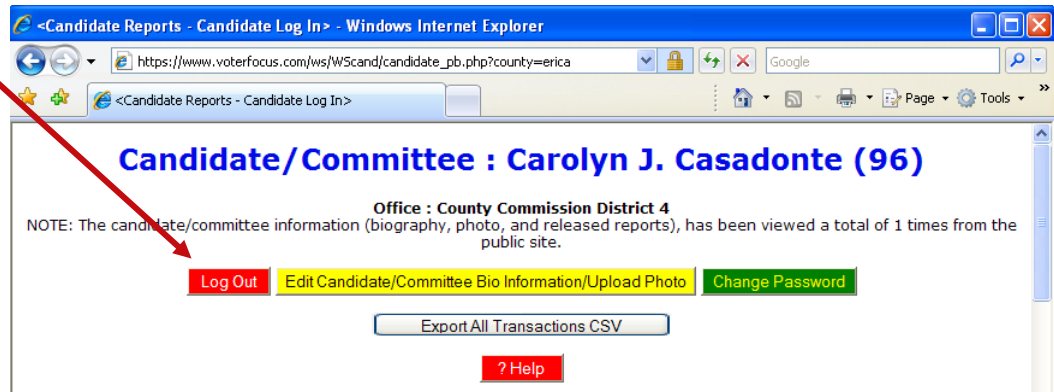 <Candidate Reports - Candidate Log In> - Windows Internet Explorer
https://www.voterfocus.com/ws/WScand/candidate_pb.php?county=erica
Google
<Candidate Reports - Candidate Log In>
Page
Tools
»
Candidate/Committee : Carolyn J. Casadonte (96)
Office : County Commission District 4
NOTE: The candidate/committee information (biography, photo, and released reports), has been viewed a total of 1 times from the
public site.
Log Out
Edit Candidate/Committee Bio Information/Upload Photo
Change Password
Export All Transactions CSV
? Help